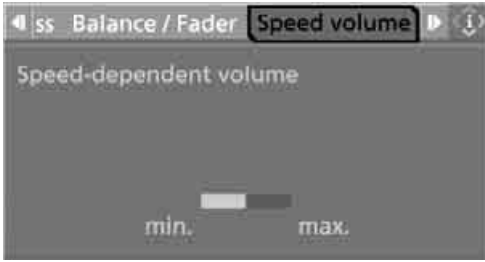 ss Balance / Fader Speed volume i
Speed-dependent volume
min. max.